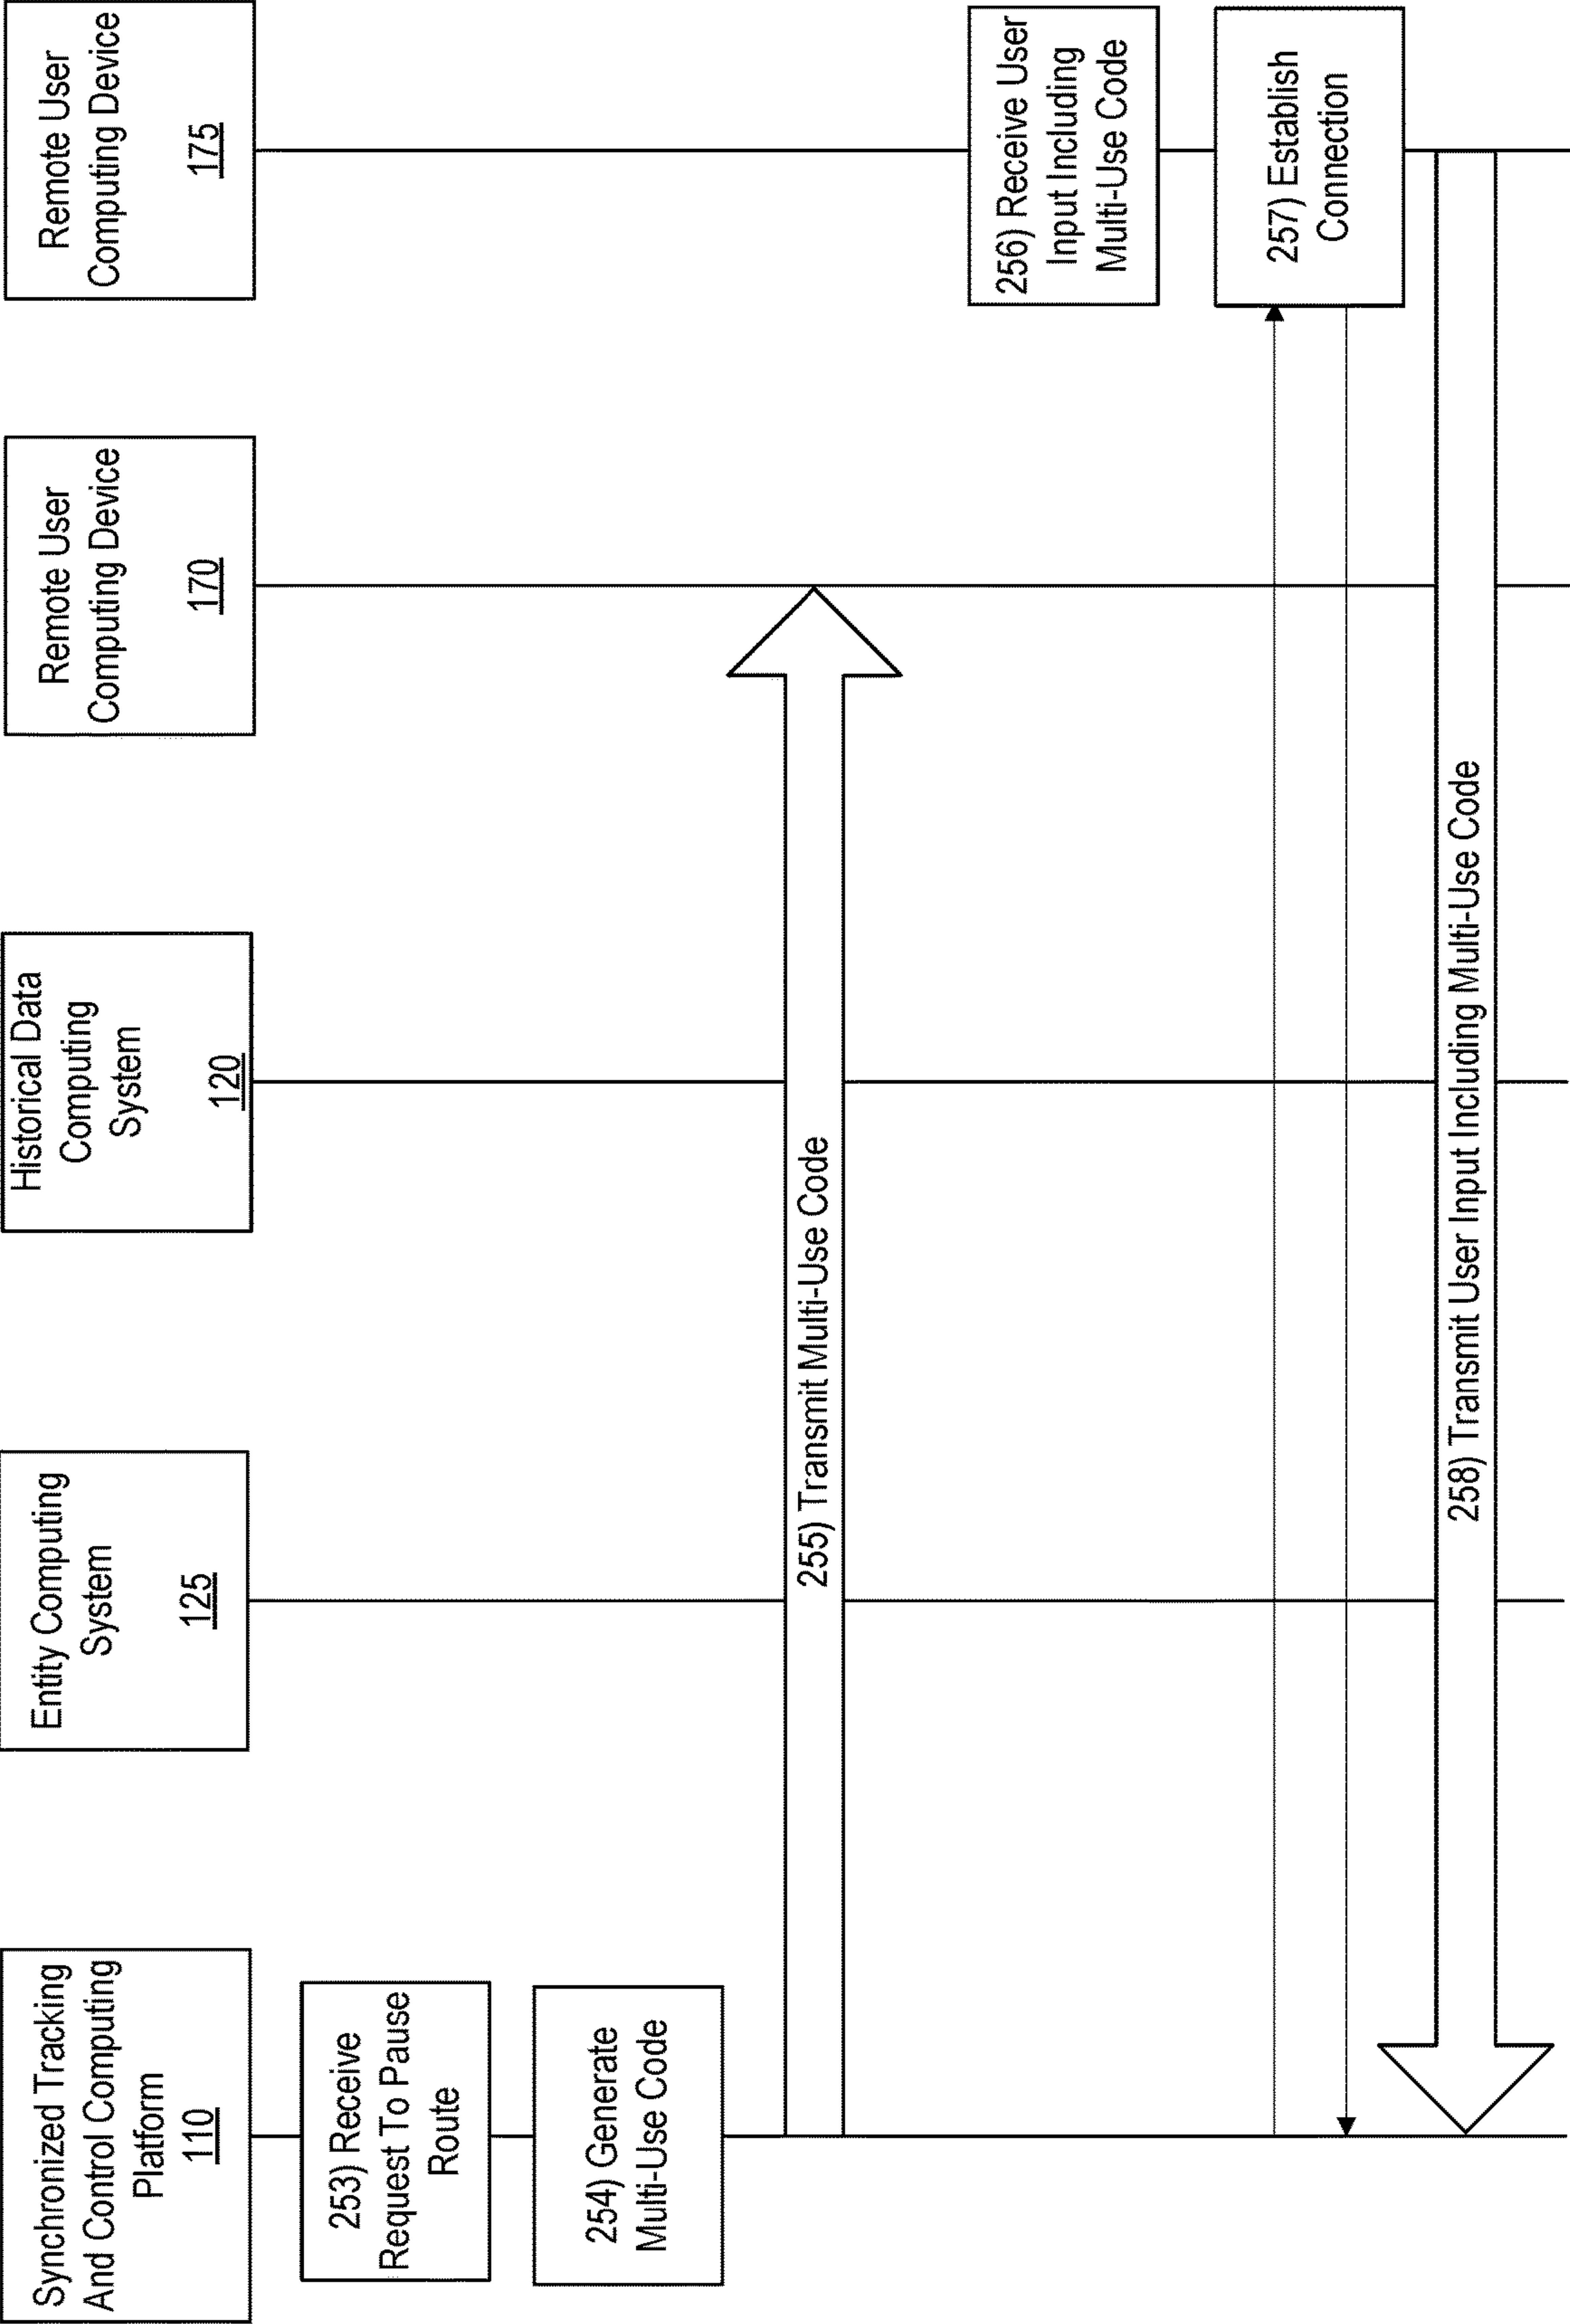 Synchronized Tracking
And Control Computing
Platform
110
Entity Computing
System
125
Historical Data
Computing
System
120
Remote User
Computing Device
170
Remote User
Computing Device
175
253) Receive
Request To Pause
Route
254) Generate
Multi-Use Code
255) Transmit Multi-Use Code
256) Receive User
Input Including
Multi-Use Code
257) Establish
Connection
258) Transmit User Input Including Multi-Use Code